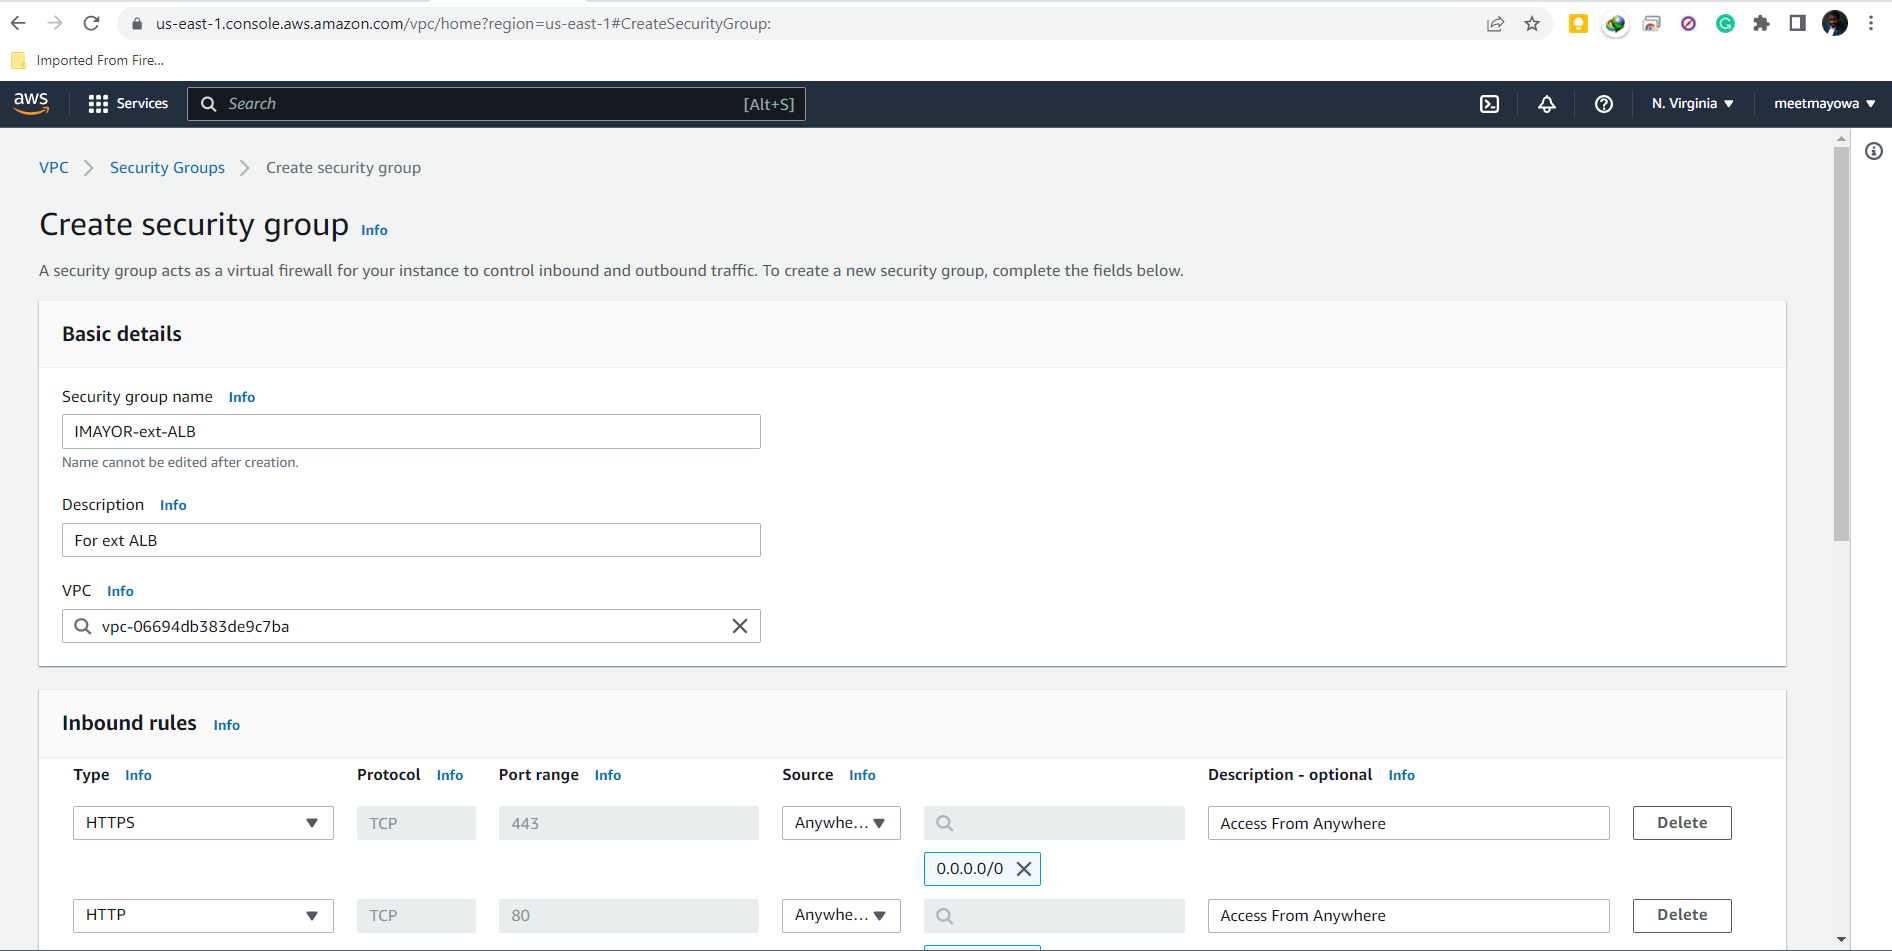 us-east-1.console.aws.amazon.com/vpc/home?region=us-east-1#CreateSecurityGroup:
Imported From Fire...
aws Services Search [Alt+S] N. Virginia meetmayowa
VPC Security Groups Create security group
Create security group Info
A security group acts as a virtual firewall for your instance to control inbound and outbound traffic. To create a new security group, complete the fields below.
Basic details
Security group name Info
IMAYOR-ext-ALB
Name cannot be edited after creation.
Description Info
For ext ALB
VPC Info
vpc-06694db383de9c7ba
Inbound rules Info
Type Info Protocol Info Port range Info Source Info Description - optional Info
HTTPS TCP 443 Anywhe... Access From Anywhere Delete
0.0.0.0/0
HTTP TCP 80 Anywhe... Access From Anywhere Delete